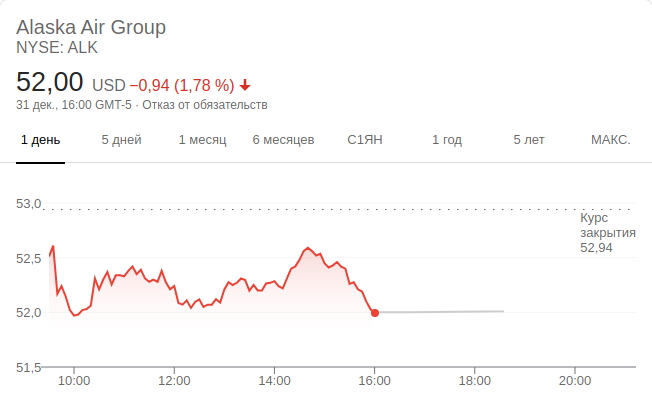 Alaska Air Group
NYSE: ALK
52,00 USD −0,94 (1,78 %)
31 дек., 16:00 GMT-5 · Отказ от обязательств
1 день 5 дней 1 месяц 6 месяцев С1ЯН 1 год 5 лет МАКС.
53,0
Курс
закрытия
52,94
52,5
52,0
51,5
10:00 12:00 14:00 16:00 18:00 20:00